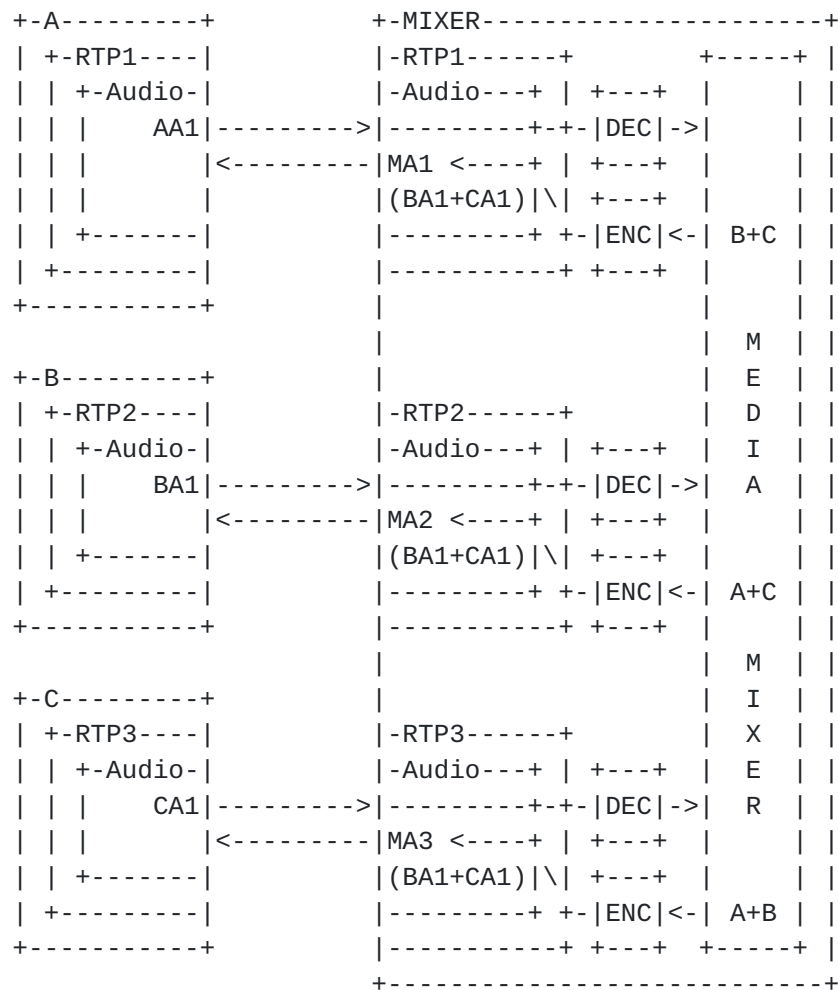 +-A---------+          +-MIXER----------------------+
| +-RTP1----|          |-RTP1------+        +-----+ |
| | +-Audio-|          |-Audio---+ | +---+  |     | |
| | |    AA1|--------->|---------+-+-|DEC|->|     | |
| | |       |<---------|MA1 <----+ | +---+  |     | |
| | |       |          |(BA1+CA1)|\| +---+  |     | |
| | +-------|          |---------+ +-|ENC|<-| B+C | |
| +---------|          |-----------+ +---+  |     | |
+-----------+          |                    |     | |
                       |                    |  M  | |
+-B---------+          |                    |  E  | |
| +-RTP2----|          |-RTP2------+        |  D  | |
| | +-Audio-|          |-Audio---+ | +---+  |  I  | |
| | |    BA1|--------->|---------+-+-|DEC|->|  A  | |
| | |       |<---------|MA2 <----+ | +---+  |     | |
| | +-------|          |(BA1+CA1)|\| +---+  |     | |
| +---------|          |---------+ +-|ENC|<-| A+C | |
+-----------+          |-----------+ +---+  |     | |
                       |                    |  M  | |
+-C---------+          |                    |  I  | |
| +-RTP3----|          |-RTP3------+        |  X  | |
| | +-Audio-|          |-Audio---+ | +---+  |  E  | |
| | |    CA1|--------->|---------+-+-|DEC|->|  R  | |
| | |       |<---------|MA3 <----+ | +---+  |     | |
| | +-------|          |(BA1+CA1)|\| +---+  |     | |
| +---------|          |---------+ +-|ENC|<-| A+B | |
+-----------+          |-----------+ +---+  +-----+ |
                       +----------------------------+